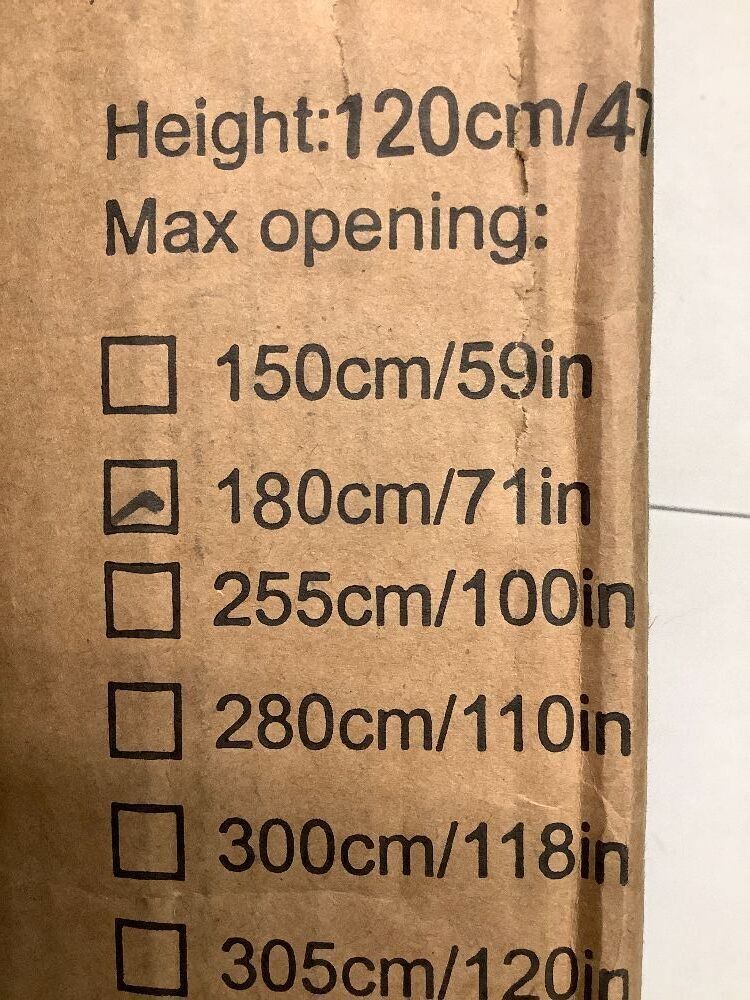 Height:120cm/47
Max opening:
150cm/59in
180cm/71in
255cm/100in
280cm/110in
300cm/118in
305cm/120in